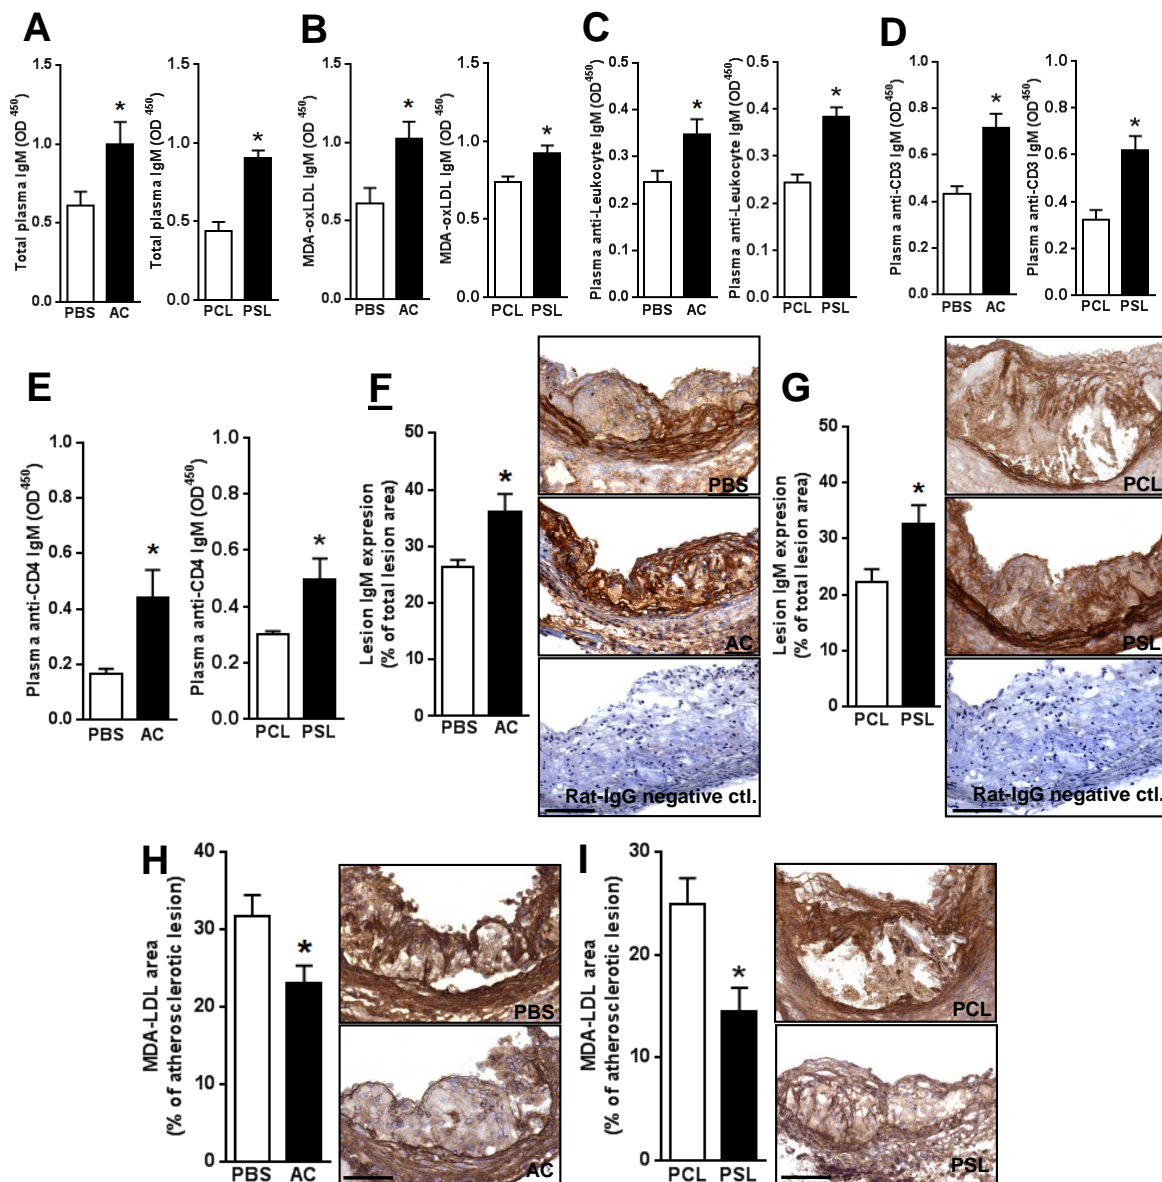 A
B
C
D
Total plasma IgM (OD 450)
1.5
1.0
0.5
0.0
*
PBS AC
Total plasma IgM (OD 450)
1.5
1.0
0.5
0.0
*
PCL PSL
MDA-oxLDL IgM (OD 450)
1.5
1.0
0.5
0.0
*
PBS AC
MDA-oxLDL IgM (OD 450)
1.5
1.0
0.5
0.0
*
PCL PSL
Plasma anti-Leukocyte IgM (OD450)
0.5
0.4
0.3
0.2
0.1
0.0
*
PBS AC
Plasma anti-Leukocyte IgM (OD450)
0.5
0.4
0.3
0.2
0.1
0.0
*
PCL PSL
Plasma anti-CD3 IgM (OD450)
1.0
0.8
0.6
0.4
0.2
0.0
*
PBS AC
Plasma anti-CD3 IgM (OD450)
1.0
0.8
0.6
0.4
0.2
0.0
*
PCL PSL
E
F
G
Plasma anti-CD4 IgM (OD450)
1.0
0.8
0.6
0.4
0.2
0.0
*
PBS AC
Plasma anti-CD4 IgM (OD450)
1.0
0.8
0.6
0.4
0.2
0.0
*
PCL PSL
Lesion IgM expresion
(% of total lesion area)
50
40
30
20
10
0
*
PBS AC
PBS
AC
Rat-IgG negative ctl.
Lesion IgM expresion
(% of total lesion area)
50
40
30
20
10
0
*
PCL PSL
PCL
PSL
Rat-IgG negative ctl.
H
I
MDA-LDL area
(% of atherosclerotic lesion)
40
30
20
10
0
*
PBS AC
PBS
AC
MDA-LDL area
(% of atherosclerotic lesion)
30
20
10
0
*
PCL PSL
PCL
PSL